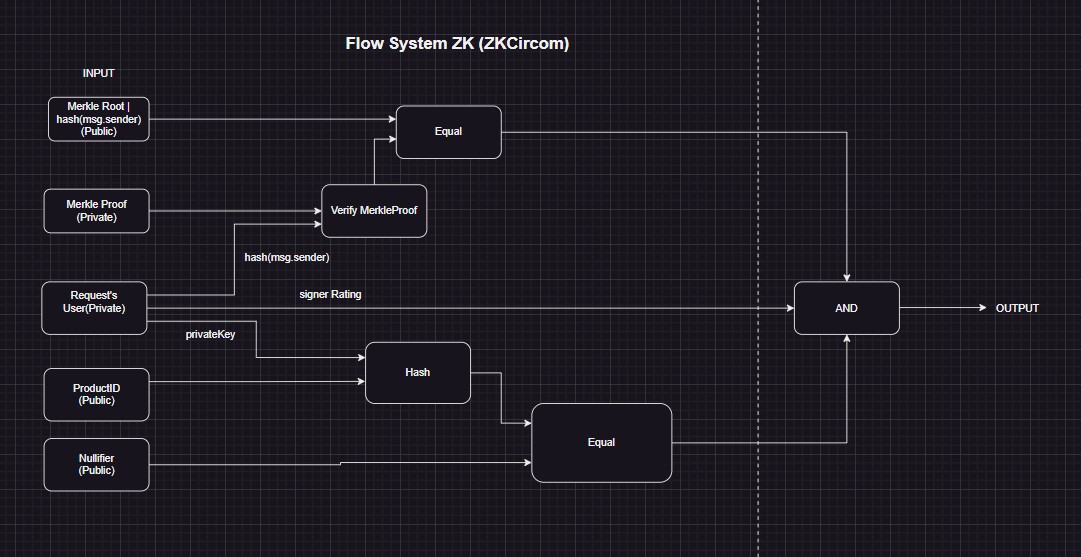 Flow System ZK (ZKCircom)
INPUT
Merkle Root |
hash(msg.sender)
(Public)
Equal
Merkle Proof
(Private)
Verify MerkleProof
hash(msg.sender)
Request's
User(Private)
signer Rating
AND
OUTPUT
privateKey
Hash
ProductID
(Public)
Equal
Nullifier
(Public)